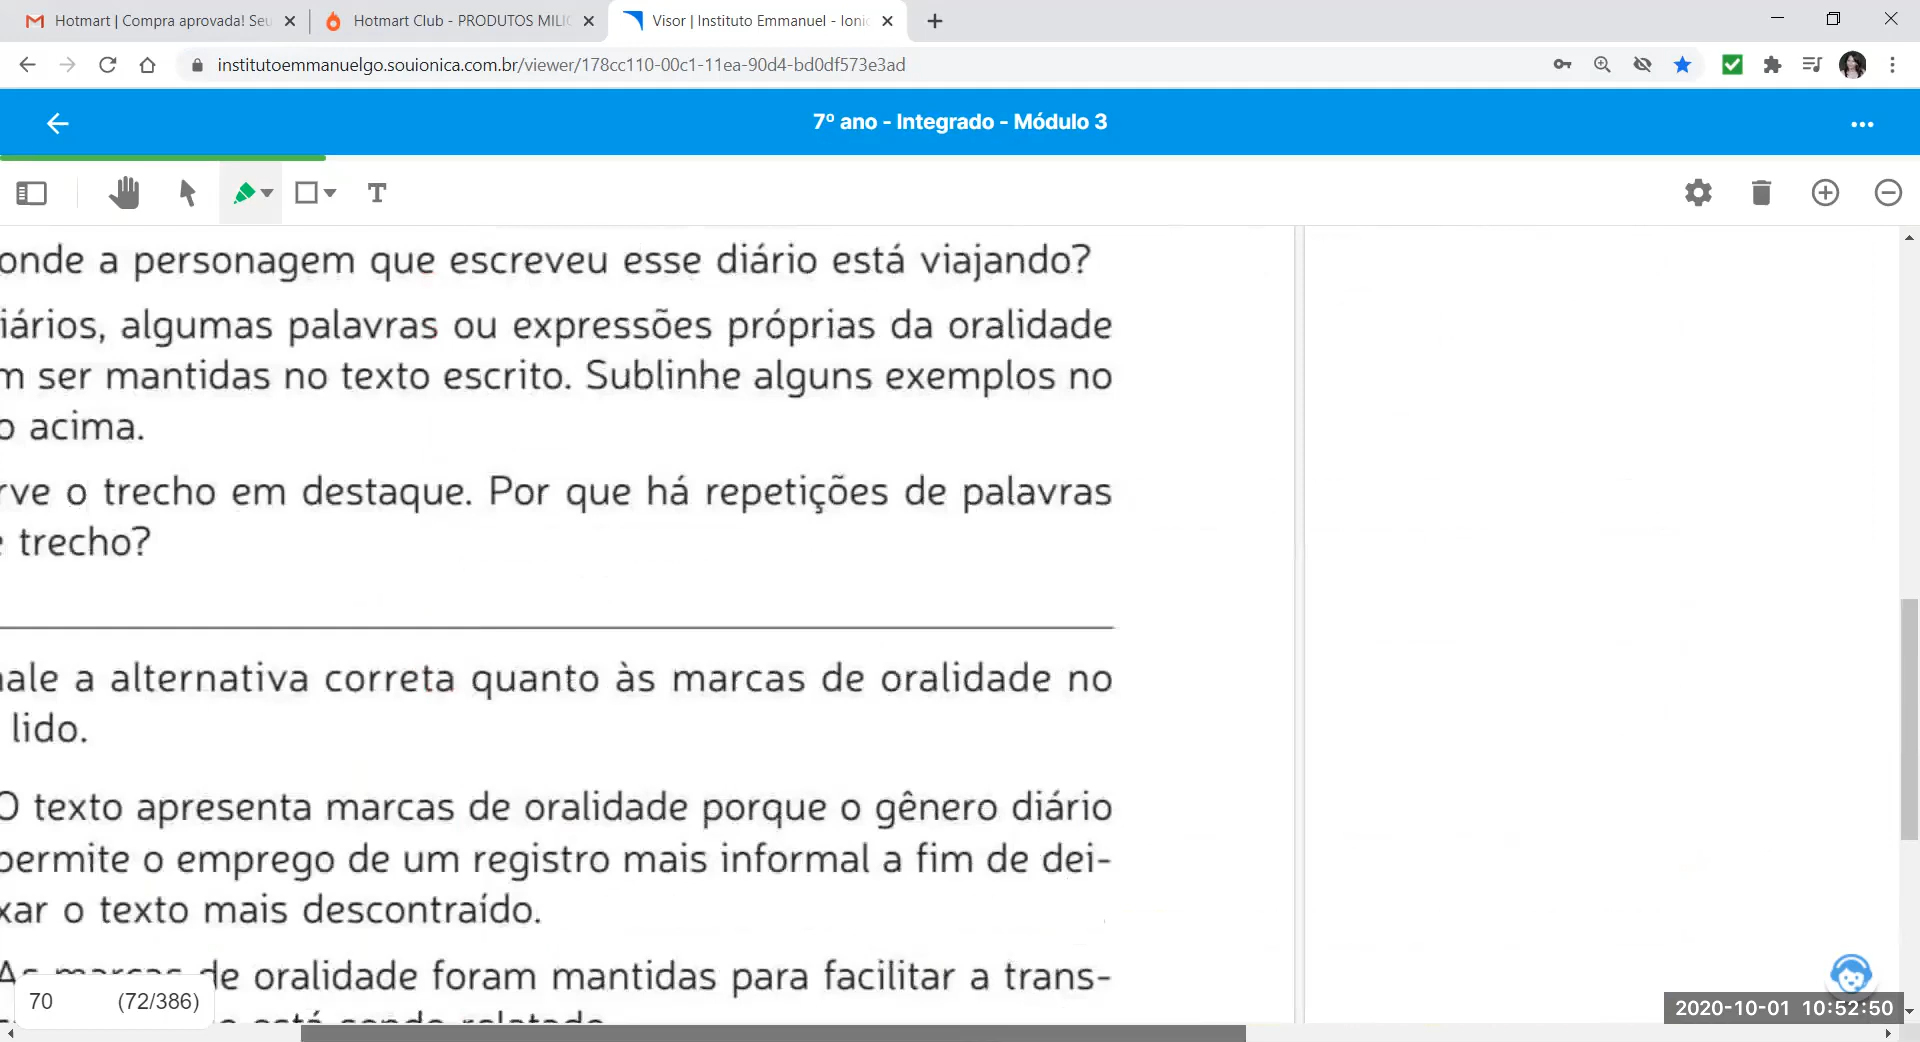 Hotmart | Compra aprovada! Seu
Hotmart Club - PRODUTOS MILI
Visor | Instituto Emmanuel - Ioni
institutoemmanuelgo.souionica.com.br/viewer/178cc110-00c1-11ea-90d4-bd0df573e3ad
7º ano - Integrado - Módulo 3
T
onde a personagem que escreveu esse diário está viajando?
iários, algumas palavras ou expressões próprias da oralidade
m ser mantidas no texto escrito. Sublinhe alguns exemplos no
o acima.
rve o trecho em destaque. Por que há repetições de palavras
e trecho?
ale a alternativa correta quanto às marcas de oralidade no
lido.
O texto apresenta marcas de oralidade porque o gênero diário
permite o emprego de um registro mais informal a fim de dei-
xar o texto mais descontraído.
As marcas de oralidade foram mantidas para facilitar a trans-
está sendo relatado
70 (72/386)
2020-10-01 10:52:50